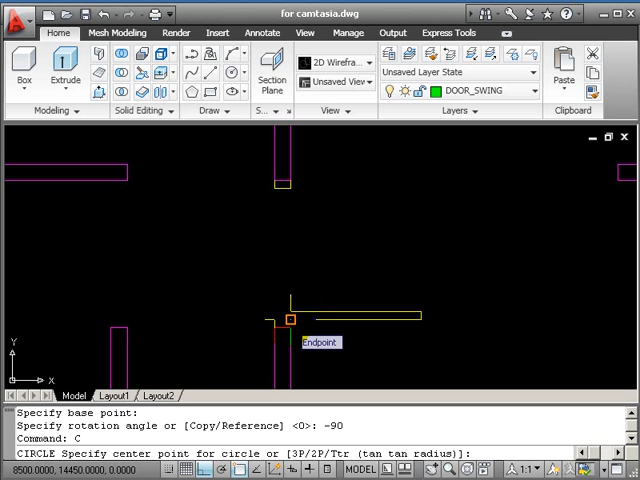 for camtasia.dwg
Home Mesh Modeling Render Insert Annotate View Manage Output Express Tools
Box Extrude Section Plane 2D Wirefram Unsaved View Unsaved Layer State DOOR_SWING Paste
Modeling Solid Editing Draw S... View Layers Clipboard
Endpoint
Y
X
Model Layout1 Layout2
Specify base point:
Specify rotation angle or [Copy/Reference] <0>: -90
Command: C
CIRCLE Specify center point for circle or [3P/2P/Ttr (tan tan radius)]:
8500.0000, 14450.0000, 0.0000 MODEL 1:1